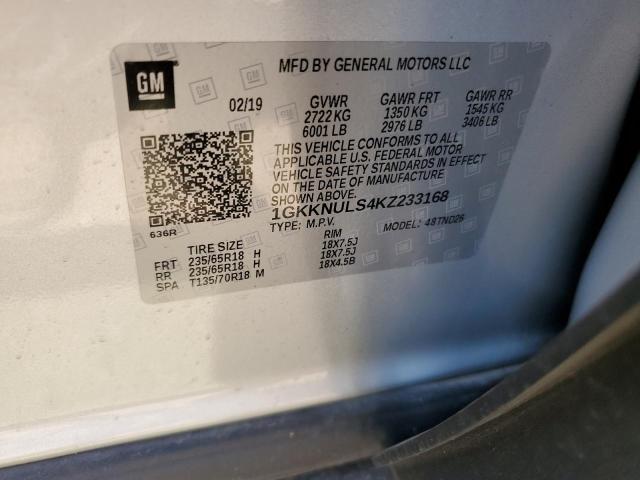 GM
MFD BY GENERAL MOTORS LLC
02/19 GVWR GAWR FRT GAWR RR
2722 KG 1350 KG 1545 KG
6001 LB 2976 LB 3406 LB
THIS VEHICLE CONFORMS TO ALL
APPLICABLE U.S. FEDERAL MOTOR
VEHICLE SAFETY STANDARDS IN EFFECT
ON THE DATE OF MANUFACTURE
SHOWN ABOVE.
1GKKNULS4KZ233168
636R TYPE: M.P.V. MODEL: 48TND26
TIRE SIZE RIM
FRT 235/65R18 H 18X7.5J
RR 235/65R18 H 18X7.5J
SPA T135/70R18 M 18X4.5B